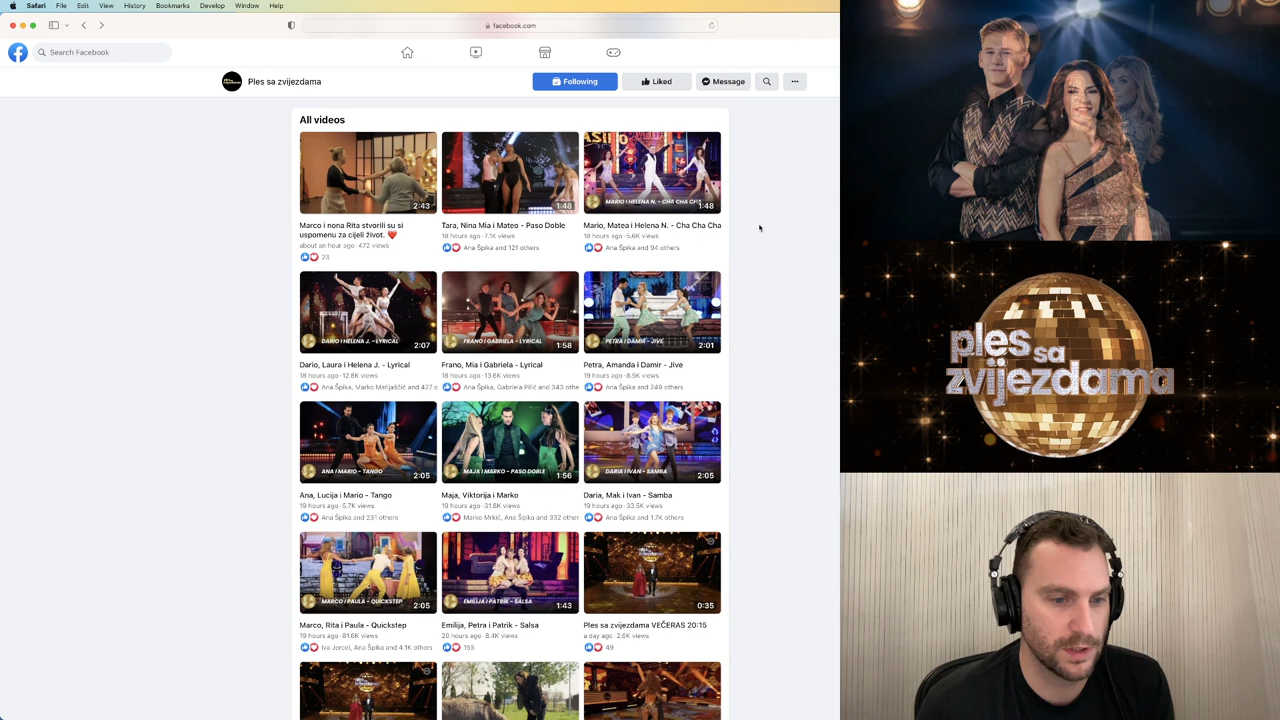 Safari File Edit View History Bookmarks Develop Window Help
facebook.com
Search Facebook
Ples sa zvijezdama
Following
Liked
Message
All videos
2:43
1:48
MARIO I HELENA N. - CHA CHA CH
1:48
Marco i nona Rita stvorili su si
uspomenu za cijeli život. ❤️
about an hour ago · 472 views
23
Tara, Nina Mia i Mateo - Paso Doble
18 hours ago · 7.1K views
Ana Špika and 121 others
Mario, Matea i Helena N. - Cha Cha Cha
18 hours ago · 5.6K views
Ana Špika and 94 others
DARIO I HELENA J. - LYRICAL
2:07
FRANO I GABRIELA - LYRICAL
1:58
PETRA I DAMIR - JIVE
2:01
Dario, Laura i Helena J. - Lyrical
18 hours ago · 12.8K views
Ana Špika, Marko Matijaščić and 427 c
Frano, Mia i Gabriela - Lyrical
18 hours ago · 13.6K views
Ana Špika, Gabriela Pilić and 343 othe
Petra, Amanda i Damir - Jive
19 hours ago · 8.5K views
Ana Špika and 249 others
ANA I MARIO - TANGO
2:05
MAJA I MARKO - PASO DOBLE
1:56
DARIA I IVAN - SAMBA
2:05
Ana, Lucija i Mario - Tango
19 hours ago · 5.7K views
Ana Špika and 231 others
Maja, Viktorija i Marko
19 hours ago · 31.5K views
Marko Mrkić, Ana Špika and 332 other
Daria, Mak i Ivan - Samba
19 hours ago · 33.5K views
Ana Špika and 1.7K others
MARCO I PAULA - QUICKSTEP
2:05
EMILIJA I PATRIK - SALSA
1:43
0:35
Marco, Rita i Paula - Quickstep
19 hours ago · 81.6K views
Iva Jerčel, Ana Špika and 4.1K others
Emilija, Petra i Patrik - Salsa
20 hours ago · 8.4K views
155
Ples sa zvijezdama VEČERAS 20:15
a day ago · 2.6K views
49
ples sa
zvijezdama